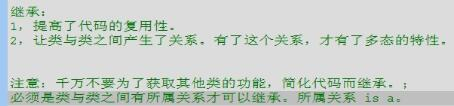 继承:
1，提高了代码的复用性。
2，让类与类之间产生了关系。有了这个关系，才有了多态的特性。
注意：千万不要为了获取其他类的功能，简化代码而继承。;
必须是类与类之间有所属关系才可以继承。所属关系 is a。